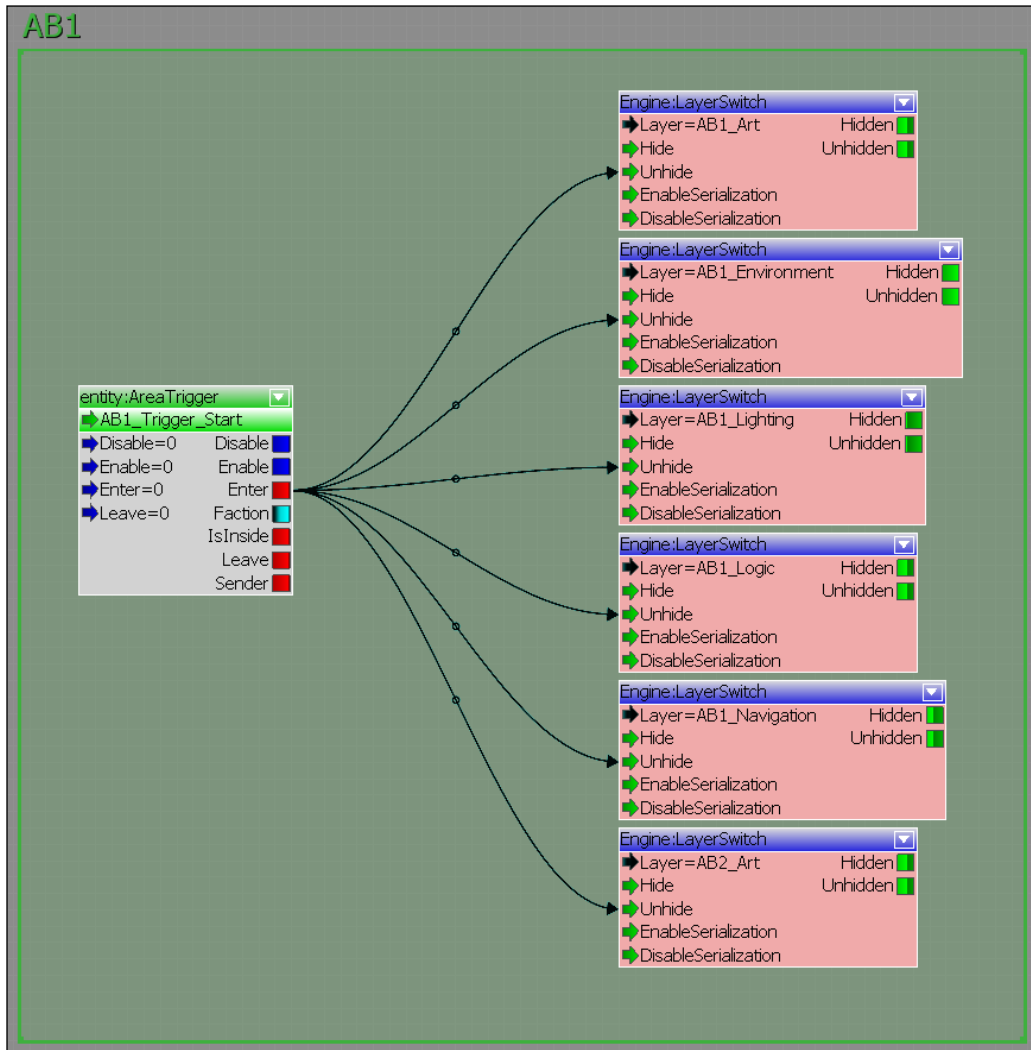 AB1
Engine:LayerSwitch
Layer=AB1_Art Hidden
Hide Unhidden
Unhide
EnableSerialization
DisableSerialization
Engine:LayerSwitch
Layer=AB1_Environment Hidden
Hide Unhidden
Unhide
EnableSerialization
DisableSerialization
entity:AreaTrigger
AB1_Trigger_Start
Disable=0 Disable
Enable=0 Enable
Enter=0 Enter
Leave=0 Faction
IsInside
Leave
Sender
Engine:LayerSwitch
Layer=AB1_Lighting Hidden
Hide Unhidden
Unhide
EnableSerialization
DisableSerialization
Engine:LayerSwitch
Layer=AB1_Logic Hidden
Hide Unhidden
Unhide
EnableSerialization
DisableSerialization
Engine:LayerSwitch
Layer=AB1_Navigation Hidden
Hide Unhidden
Unhide
EnableSerialization
DisableSerialization
Engine:LayerSwitch
Layer=AB2_Art Hidden
Hide Unhidden
Unhide
EnableSerialization
DisableSerialization